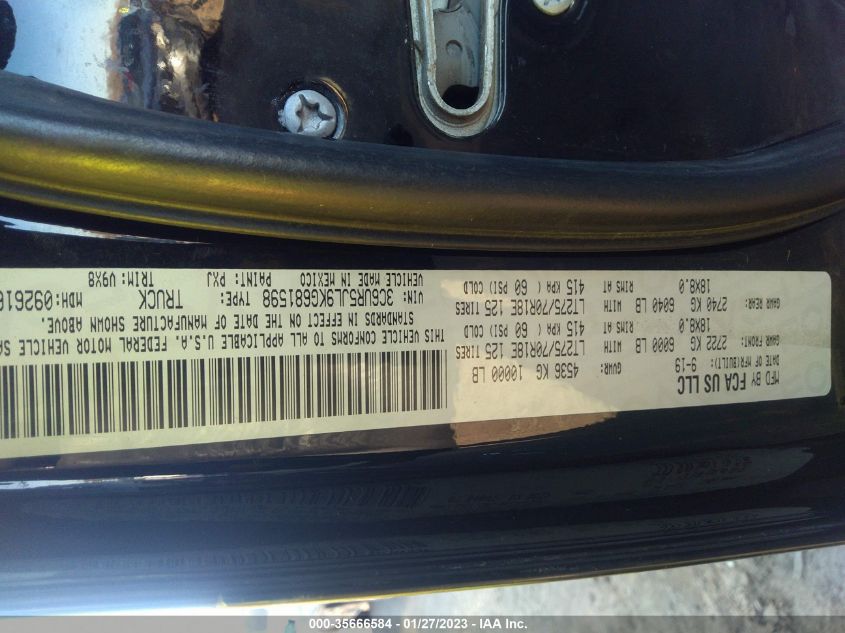 MFD BY FCA US LLC
DATE OF MFR(BUILT): 9-19 GVWR: 4536 KG 10000 LB
GAWR FRONT: 2722 KG 6000 LB WITH LT275/70R18E 125 TIRES
18X8.0 RIMS AT 415 KPA ( 60 PSI) COLD
GAWR REAR: 2740 KG 6040 LB WITH LT275/70R18E 125 TIRES
18X8.0 RIMS AT 415 KPA ( 60 PSI) COLD
THIS VEHICLE CONFORMS TO ALL APPLICABLE U.S.A. FEDERAL MOTOR VEHICLE SA
STANDARDS IN EFFECT ON THE DATE OF MANUFACTURE SHOWN ABOVE.
VIN: 3C6UR5JL9KG681598 TYPE: TRUCK MDH: 09261
VEHICLE MADE IN MEXICO PAINT: PXJ TRIM: V9X8
000-35666584 / 01/27/2023 / IAA Inc.